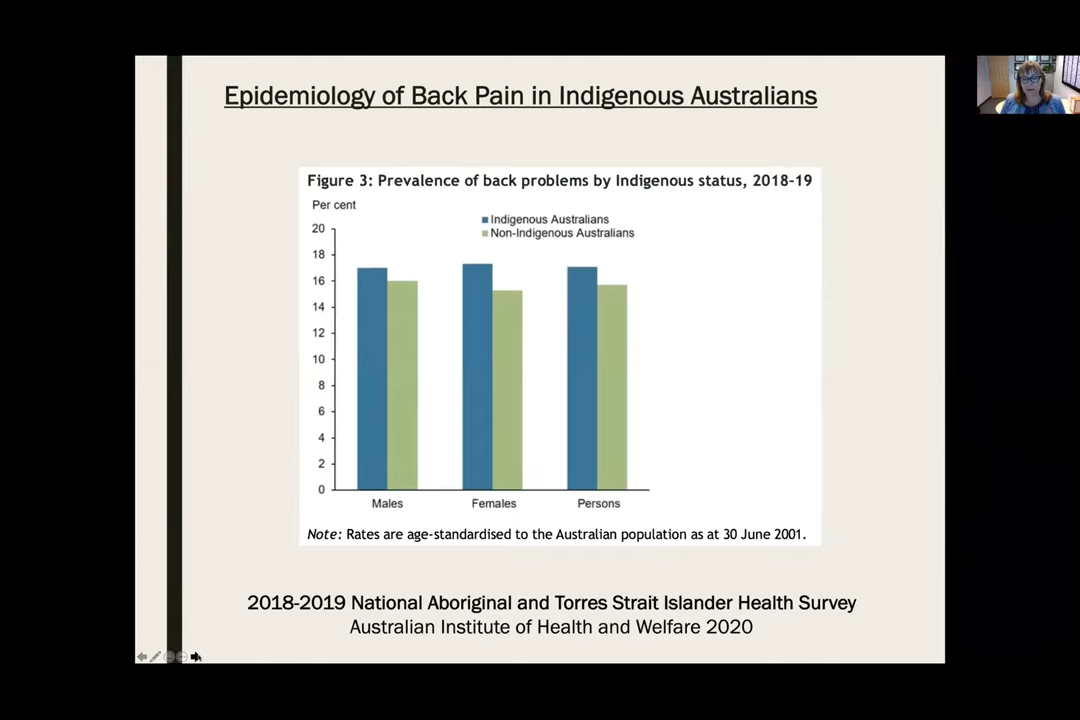 Epidemiology of Back Pain in Indigenous Australians
Figure 3: Prevalence of back problems by Indigenous status, 2018-19
Per cent
Indigenous Australians
Non-Indigenous Australians
20
18
16
14
12
10
8
6
4
2
0
Males Females Persons
Note: Rates are age-standardised to the Australian population as at 30 June 2001.
2018-2019 National Aboriginal and Torres Strait Islander Health Survey
Australian Institute of Health and Welfare 2020